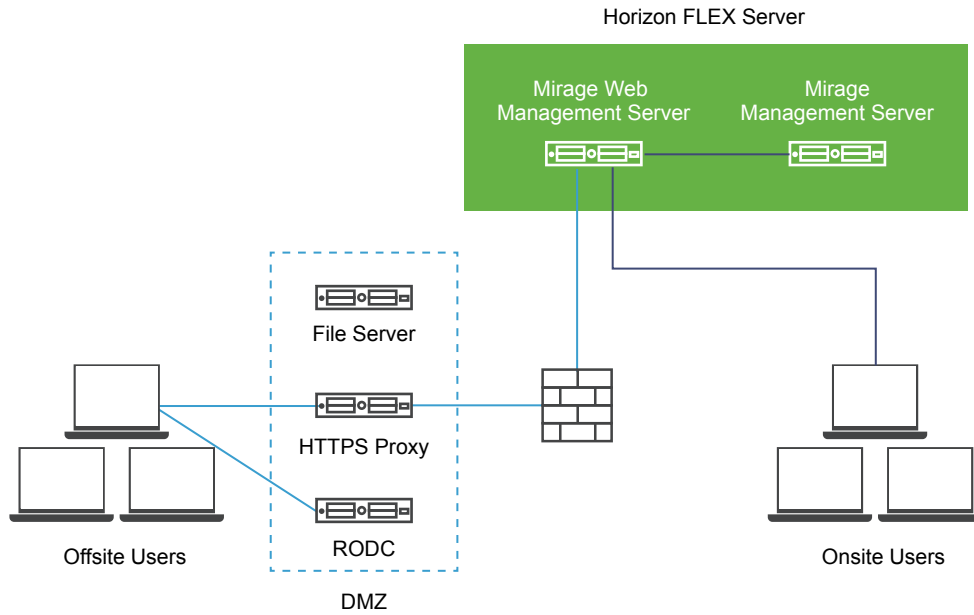 Horizon FLEX Server
Mirage Web
Management Server
Mirage
Management Server
File Server
HTTPS Proxy
RODC
DMZ
Offsite Users
Onsite Users